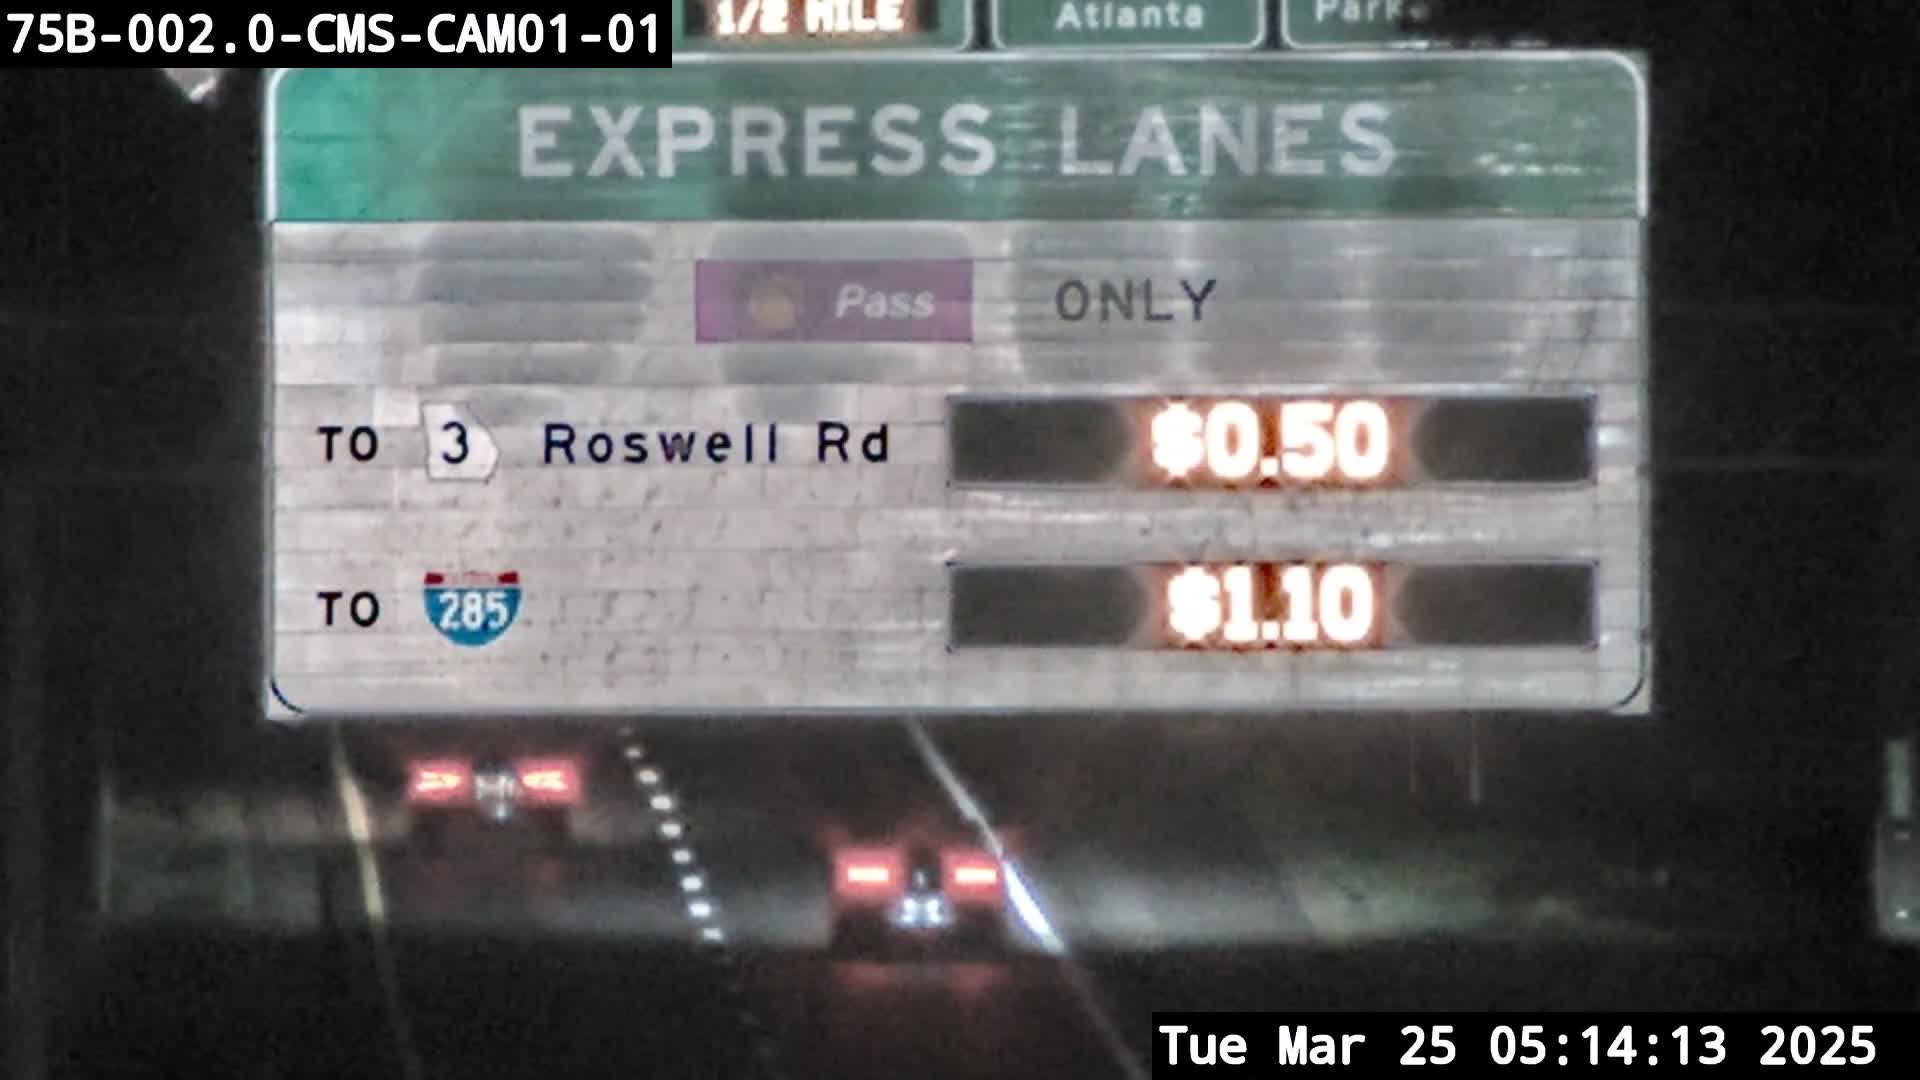 75B-002.0-CMS-CAM01-01
1/2 MILE
Atlanta
EXPRESS LANES
Pass ONLY
TO 3 Roswell Rd $0.50
TO 285 $1.10
Tue Mar 25 05:14:13 2025